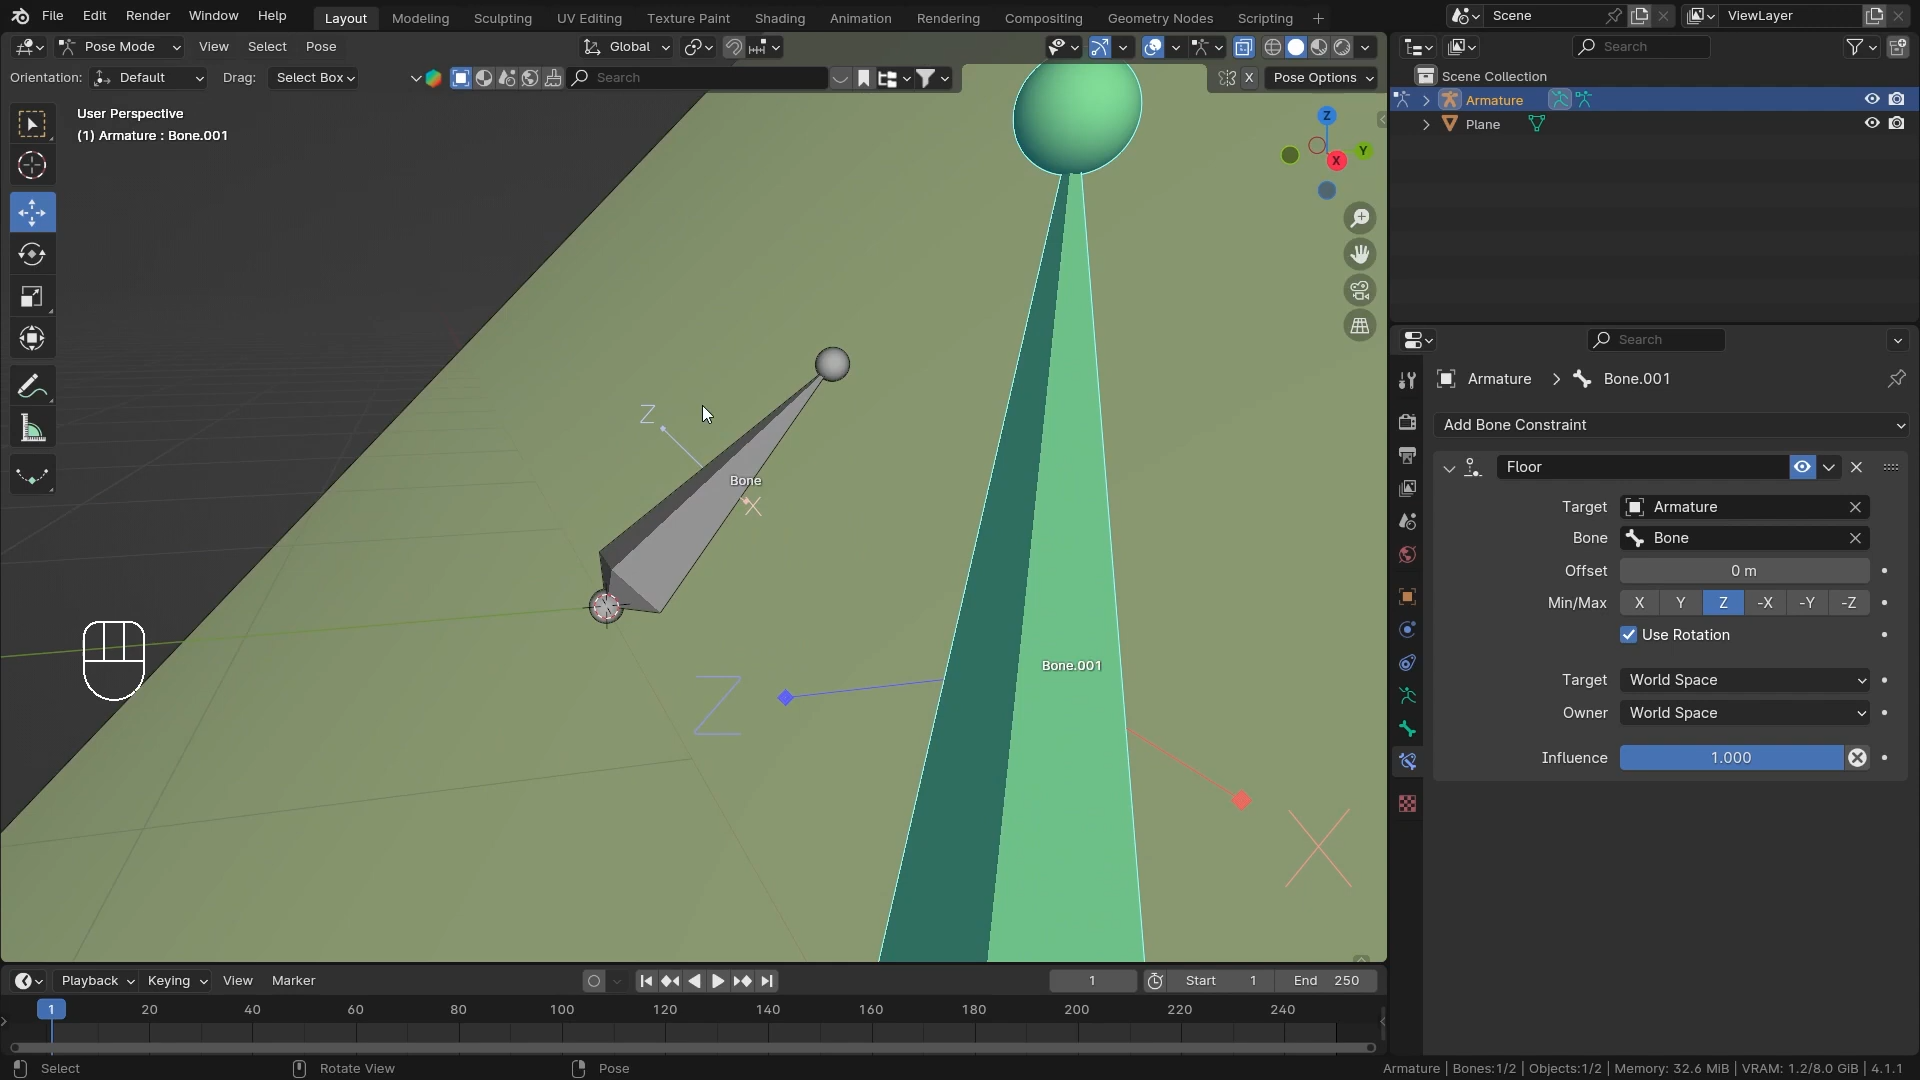 File Edit Render Window Help Layout Modeling Sculpting UV Editing Texture Paint Shading Animation Rendering Compositing Geometry Nodes Scripting + Scene ViewLayer
Pose Mode View Select Pose Global Search
Orientation: Default Drag: Select Box Search X Pose Options
Scene Collection
Armature
Plane
User Perspective
(1) Armature : Bone.001
Z
Y
X
Z
Bone
X
Bone.001
Z
X
Search
Armature > Bone.001
Add Bone Constraint
Floor
Target Armature
Bone Bone
Offset 0 m
Min/Max X Y Z -X -Y -Z
Use Rotation
Target World Space
Owner World Space
Influence 1.000
Playback Keying View Marker 1 Start 1 End 250
1 20 40 60 80 100 120 140 160 180 200 220 240
Select Rotate View Pose Armature | Bones:1/2 | Objects:1/2 | Memory: 32.6 MiB | VRAM: 1.2/8.0 GiB | 4.1.1